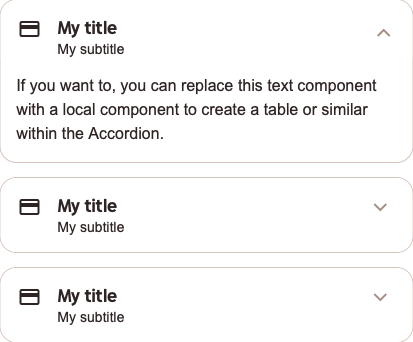 My title
My subtitle
If you want to, you can replace this text component
with a local component to create a table or similar
within the Accordion.
My title
My subtitle
My title
My subtitle